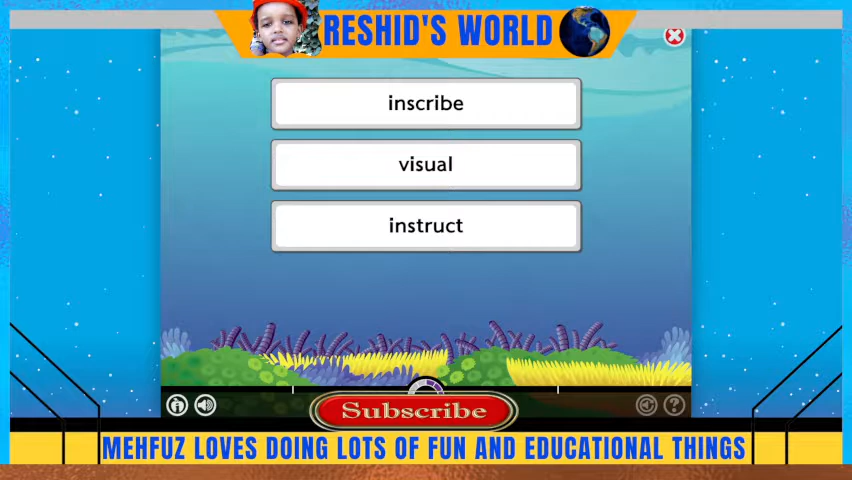 RESHID'S WORLD
inscribe
visual
instruct
Subscribe
MEHFUZ LOVES DOING LOTS OF FUN AND EDUCATIONAL THINGS